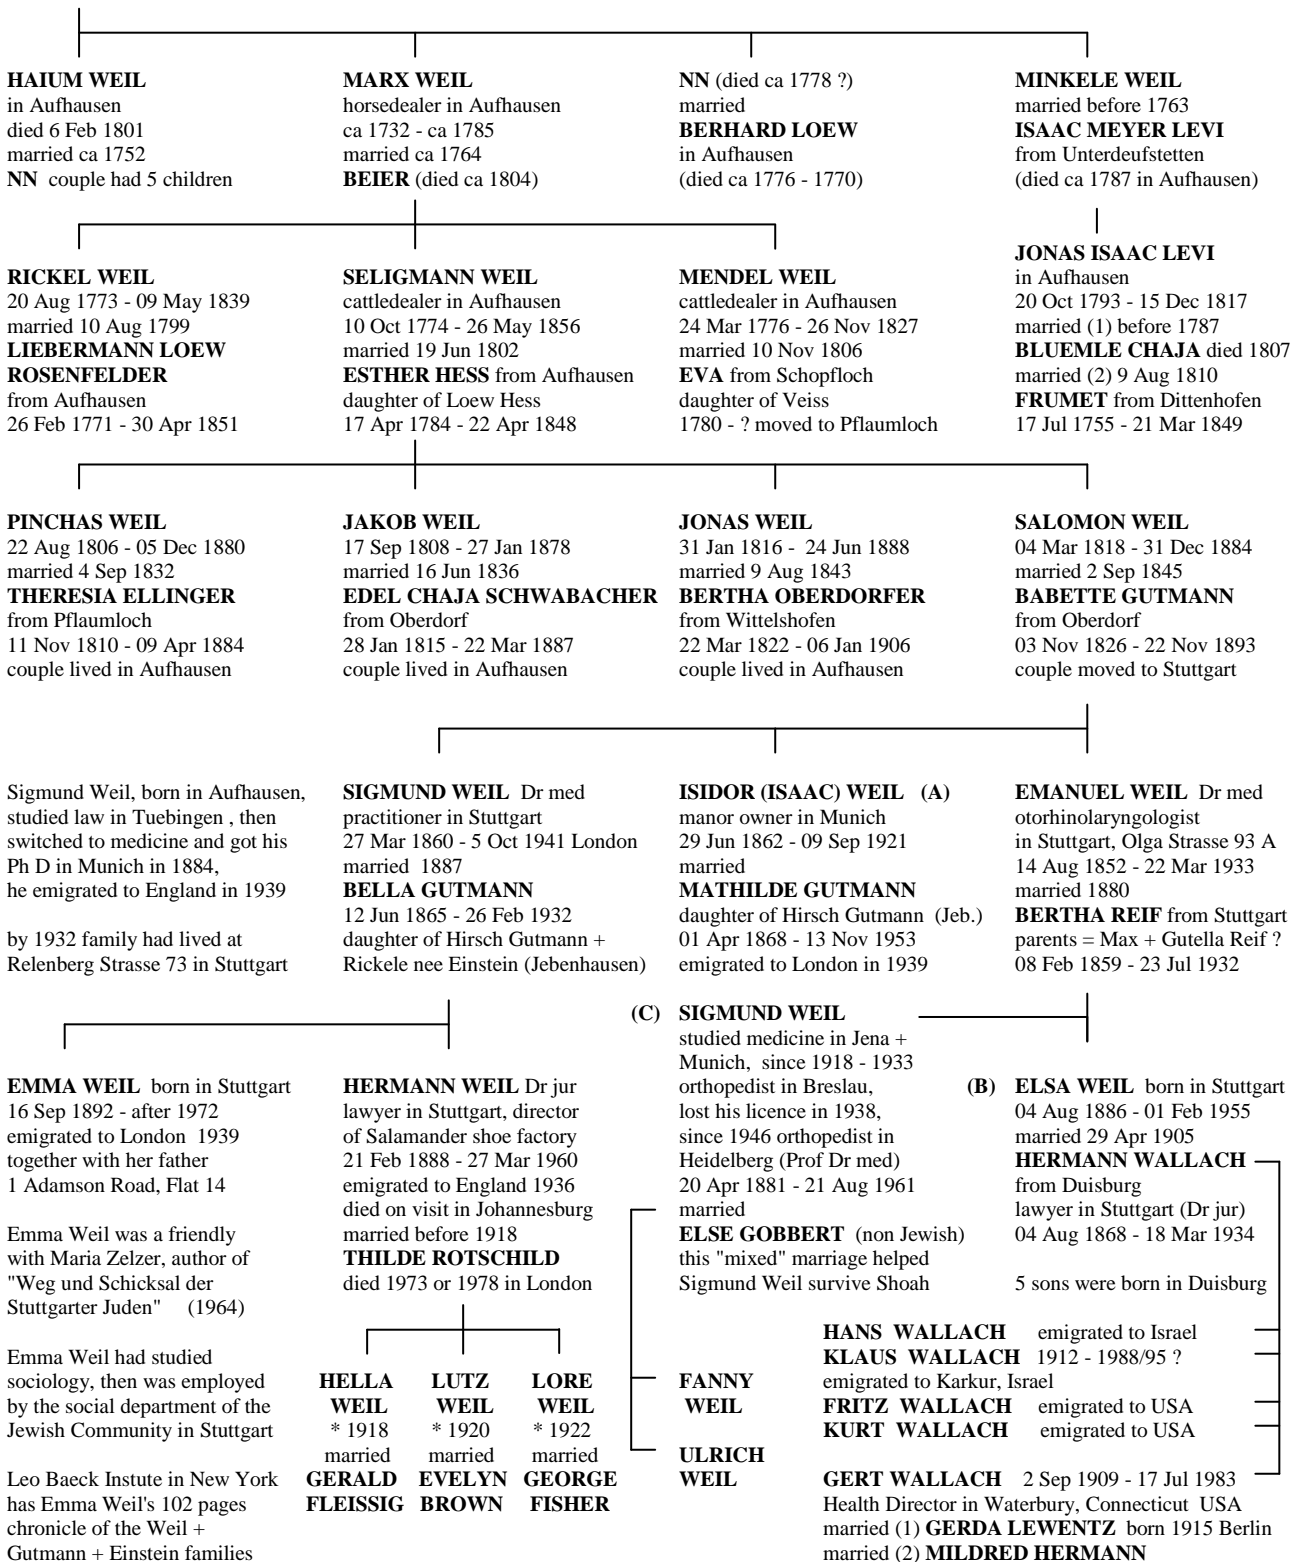 HAIUM WEIL
in Aufhausen
died 6 Feb 1801
married ca 1752
NN couple had 5 children
MARX WEIL
horsedealer in Aufhausen
ca 1732 - ca 1785
married ca 1764
BEIER (died ca 1804)
NN (died ca 1778 ?)
married
BERHARD LOEW
in Aufhausen
(died ca 1776 - 1770)
MINKELE WEIL
married before 1763
ISAAC MEYER LEVI
from Unterdeufstetten
(died ca 1787 in Aufhausen)
RICKEL WEIL
20 Aug 1773 - 09 May 1839
married 10 Aug 1799
LIEBERMANN LOEW
ROSENFELDER
from Aufhausen
26 Feb 1771 - 30 Apr 1851
SELIGMANN WEIL
cattledealer in Aufhausen
10 Oct 1774 - 26 May 1856
married 19 Jun 1802
ESTHER HESS from Aufhausen
daughter of Loew Hess
17 Apr 1784 - 22 Apr 1848
MENDEL WEIL
cattledealer in Aufhausen
24 Mar 1776 - 26 Nov 1827
married 10 Nov 1806
EVA from Schopfloch
daughter of Veiss
1780 - ? moved to Pflaumloch
JONAS ISAAC LEVI
in Aufhausen
20 Oct 1793 - 15 Dec 1817
married (1) before 1787
BLUEMLE CHAJA died 1807
married (2) 9 Aug 1810
FRUMET from Dittenhofen
17 Jul 1755 - 21 Mar 1849
PINCHAS WEIL
22 Aug 1806 - 05 Dec 1880
married 4 Sep 1832
THERESIA ELLINGER
from Pflaumloch
11 Nov 1810 - 09 Apr 1884
couple lived in Aufhausen
JAKOB WEIL
17 Sep 1808 - 27 Jan 1878
married 16 Jun 1836
EDEL CHAJA SCHWABACHER
from Oberdorf
28 Jan 1815 - 22 Mar 1887
couple lived in Aufhausen
JONAS WEIL
31 Jan 1816 - 24 Jun 1888
married 9 Aug 1843
BERTHA OBERDORFER
from Wittelshofen
22 Mar 1822 - 06 Jan 1906
couple lived in Aufhausen
SALOMON WEIL
04 Mar 1818 - 31 Dec 1884
married 2 Sep 1845
BABETTE GUTMANN
from Oberdorf
03 Nov 1826 - 22 Nov 1893
couple moved to Stuttgart
Sigmund Weil, born in Aufhausen,
studied law in Tuebingen , then
switched to medicine and got his
Ph D in Munich in 1884,
he emigrated to England in 1939
by 1932 family had lived at
Relenberg Strasse 73 in Stuttgart
SIGMUND WEIL Dr med
practitioner in Stuttgart
27 Mar 1860 - 5 Oct 1941 London
married 1887
BELLA GUTMANN
12 Jun 1865 - 26 Feb 1932
daughter of Hirsch Gutmann +
Rickele nee Einstein (Jebenhausen)
ISIDOR (ISAAC) WEIL (A)
manor owner in Munich
29 Jun 1862 - 09 Sep 1921
married
MATHILDE GUTMANN
daughter of Hirsch Gutmann (Jeb.)
01 Apr 1868 - 13 Nov 1953
emigrated to London in 1939
EMANUEL WEIL Dr med
otorhinolaryngologist
in Stuttgart, Olga Strasse 93 A
14 Aug 1852 - 22 Mar 1933
married 1880
BERTHA REIF from Stuttgart
parents = Max + Gutella Reif ?
08 Feb 1859 - 23 Jul 1932
EMMA WEIL born in Stuttgart
16 Sep 1892 - after 1972
emigrated to London 1939
together with her father
1 Adamson Road, Flat 14
Emma Weil was a friendly
with Maria Zelzer, author of
"Weg und Schicksal der
Stuttgarter Juden" (1964)
Emma Weil had studied
sociology, then was employed
by the social department of the
Jewish Community in Stuttgart
Leo Baeck Instute in New York
has Emma Weil's 102 pages
chronicle of the Weil +
Gutmann + Einstein families
HERMANN WEIL Dr jur
lawyer in Stuttgart, director
of Salamander shoe factory
21 Feb 1888 - 27 Mar 1960
emigrated to England 1936
died on visit in Johannesburg
married before 1918
THILDE ROTSCHILD
died 1973 or 1978 in London
HELLA
WEIL
* 1918
married
GERALD
FLEISSIG
LUTZ
WEIL
* 1920
married
EVELYN
BROWN
LORE
WEIL
* 1922
married
GEORGE
FISHER
(C) SIGMUND WEIL
studied medicine in Jena +
Munich, since 1918 - 1933
orthopedist in Breslau,
lost his licence in 1938,
since 1946 orthopedist in
Heidelberg (Prof Dr med)
20 Apr 1881 - 21 Aug 1961
married
ELSE GOBBERT (non Jewish)
this "mixed" marriage helped
Sigmund Weil survive Shoah
FANNY
WEIL
ULRICH
WEIL
(B) ELSA WEIL born in Stuttgart
04 Aug 1886 - 01 Feb 1955
married 29 Apr 1905
HERMANN WALLACH
from Duisburg
lawyer in Stuttgart (Dr jur)
04 Aug 1868 - 18 Mar 1934
5 sons were born in Duisburg
HANS WALLACH emigrated to Israel
KLAUS WALLACH 1912 - 1988/95 ?
emigrated to Karkur, Israel
FRITZ WALLACH emigrated to USA
KURT WALLACH emigrated to USA
GERT WALLACH 2 Sep 1909 - 17 Jul 1983
Health Director in Waterbury, Connecticut USA
married (1) GERDA LEWENTZ born 1915 Berlin
married (2) MILDRED HERMANN